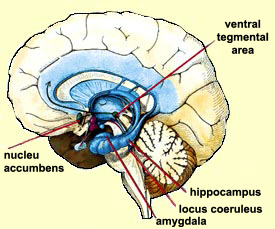 ventral
tegmental
area
nucleu
accumbens
hippocampus
locus coeruleus
amygdala